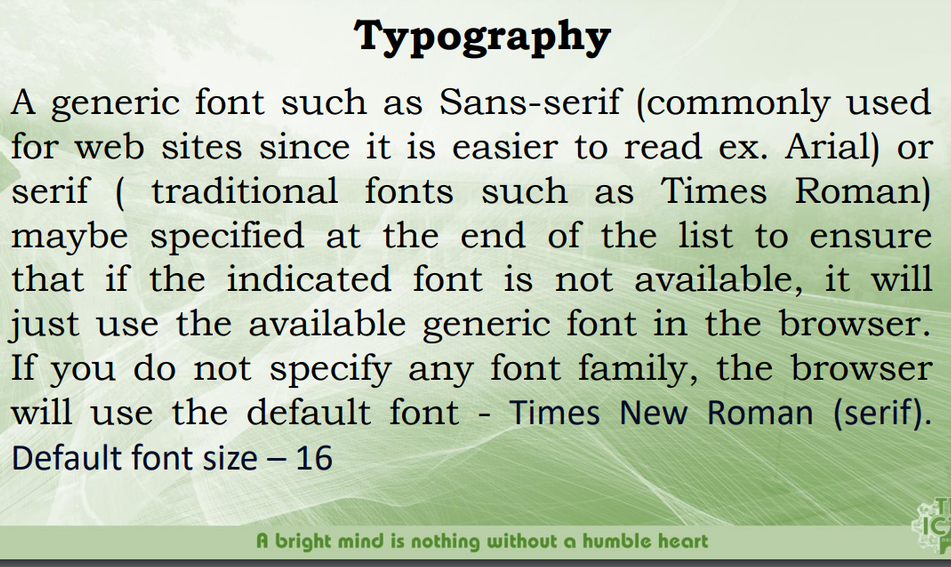 Typography
A generic font such as Sans-serif (commonly used
for web sites since it is easier to read ex. Arial) or
serif ( traditional fonts such as Times Roman)
maybe specified at the end of the list to ensure
that if the indicated font is not available, it will
just use the available generic font in the browser.
If you do not specify any font family, the browser
will use the default font - Times New Roman (serif).
Default font size – 16
A bright mind is nothing without a humble heart